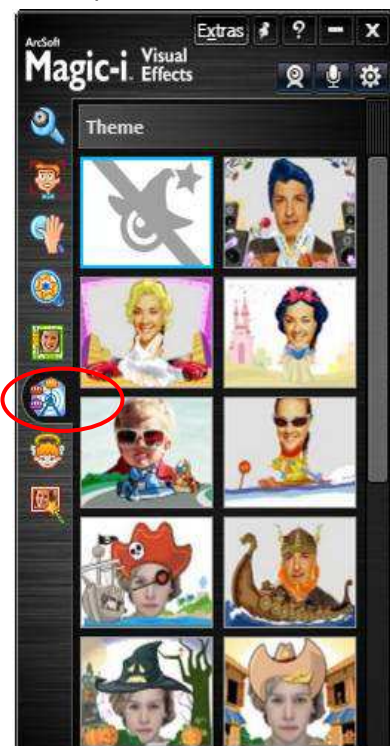 Extras ?
ArcSoft
Magic-i. Visual
Effects
Theme